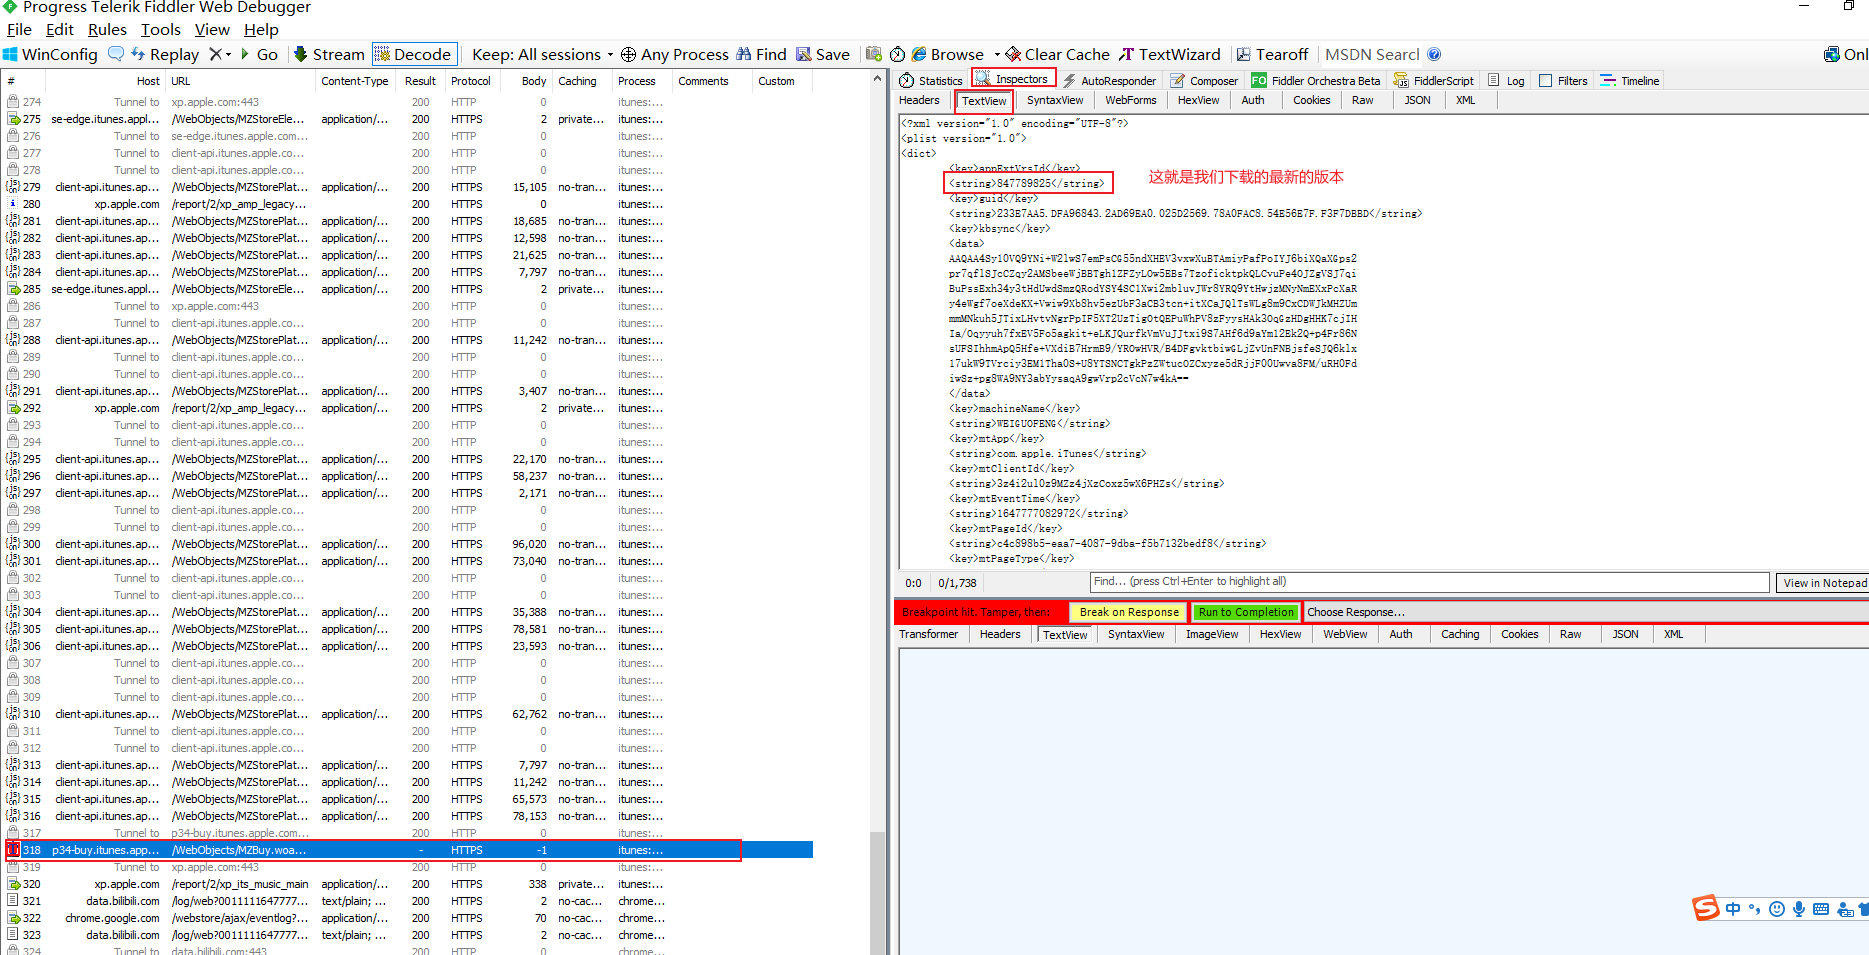 Progress Telerik Fiddler Web Debugger
File Edit Rules Tools View Help
WinConfig Replay Go Stream Decode Keep: All sessions Any Process Find Save Browse Clear Cache TextWizard Tearoff MSDN Searcl Onl
# Host URL Content-Type Result Protocol Body Caching Process Comments Custom
274 Tunnel to xp.apple.com:443 200 HTTP 0 itunes:...
275 se-edge.itunes.appl... /WebObjects/MZStoreEle... application/... 200 HTTPS 2 private... itunes:...
276 Tunnel to se-edge.itunes.apple.com... 200 HTTP 0 itunes:...
277 Tunnel to client-api.itunes.apple.co... 200 HTTP 0 itunes:...
278 Tunnel to client-api.itunes.apple.co... 200 HTTP 0 itunes:...
279 client-api.itunes.ap... /WebObjects/MZStorePlat... application/... 200 HTTPS 15,105 no-tran... itunes:...
280 xp.apple.com /report/2/xp_amp_legacy... 200 HTTPS 0 itunes:...
281 client-api.itunes.ap... /WebObjects/MZStorePlat... application/... 200 HTTPS 18,685 no-tran... itunes:...
282 client-api.itunes.ap... /WebObjects/MZStorePlat... application/... 200 HTTPS 12,598 no-tran... itunes:...
283 client-api.itunes.ap... /WebObjects/MZStorePlat... application/... 200 HTTPS 21,625 no-tran... itunes:...
284 client-api.itunes.ap... /WebObjects/MZStorePlat... application/... 200 HTTPS 7,797 no-tran... itunes:...
285 se-edge.itunes.appl... /WebObjects/MZStoreEle... application/... 200 HTTPS 2 private... itunes:...
286 Tunnel to xp.apple.com:443 200 HTTP 0 itunes:...
287 Tunnel to client-api.itunes.apple.co... 200 HTTP 0 itunes:...
288 client-api.itunes.ap... /WebObjects/MZStorePlat... application/... 200 HTTPS 11,242 no-tran... itunes:...
289 Tunnel to client-api.itunes.apple.co... 200 HTTP 0 itunes:...
290 Tunnel to client-api.itunes.apple.co... 200 HTTP 0 itunes:...
291 client-api.itunes.ap... /WebObjects/MZStorePlat... application/... 200 HTTPS 3,407 no-tran... itunes:...
292 xp.apple.com /report/2/xp_amp_legacy... application/... 200 HTTPS 2 private... itunes:...
293 Tunnel to client-api.itunes.apple.co... 200 HTTP 0 itunes:...
294 Tunnel to client-api.itunes.apple.co... 200 HTTP 0 itunes:...
295 client-api.itunes.ap... /WebObjects/MZStorePlat... application/... 200 HTTPS 22,170 no-tran... itunes:...
296 client-api.itunes.ap... /WebObjects/MZStorePlat... application/... 200 HTTPS 58,237 no-tran... itunes:...
297 client-api.itunes.ap... /WebObjects/MZStorePlat... application/... 200 HTTPS 2,171 no-tran... itunes:...
298 Tunnel to client-api.itunes.apple.co... 200 HTTP 0 itunes:...
299 Tunnel to client-api.itunes.apple.co... 200 HTTP 0 itunes:...
300 client-api.itunes.ap... /WebObjects/MZStorePlat... application/... 200 HTTPS 96,020 no-tran... itunes:...
301 client-api.itunes.ap... /WebObjects/MZStorePlat... application/... 200 HTTPS 73,040 no-tran... itunes:...
302 Tunnel to client-api.itunes.apple.co... 200 HTTP 0 itunes:...
303 Tunnel to client-api.itunes.apple.co... 200 HTTP 0 itunes:...
304 client-api.itunes.ap... /WebObjects/MZStorePlat... application/... 200 HTTPS 35,388 no-tran... itunes:...
305 client-api.itunes.ap... /WebObjects/MZStorePlat... application/... 200 HTTPS 78,581 no-tran... itunes:...
306 client-api.itunes.ap... /WebObjects/MZStorePlat... application/... 200 HTTPS 23,593 no-tran... itunes:...
307 Tunnel to client-api.itunes.apple.co... 200 HTTP 0 itunes:...
308 Tunnel to client-api.itunes.apple.co... 200 HTTP 0 itunes:...
309 Tunnel to client-api.itunes.apple.co... 200 HTTP 0 itunes:...
310 client-api.itunes.ap... /WebObjects/MZStorePlat... application/... 200 HTTPS 62,762 no-tran... itunes:...
311 Tunnel to client-api.itunes.apple.co... 200 HTTP 0 itunes:...
312 Tunnel to client-api.itunes.apple.co... 200 HTTP 0 itunes:...
313 client-api.itunes.ap... /WebObjects/MZStorePlat... application/... 200 HTTPS 7,797 no-tran... itunes:...
314 client-api.itunes.ap... /WebObjects/MZStorePlat... application/... 200 HTTPS 11,242 no-tran... itunes:...
315 client-api.itunes.ap... /WebObjects/MZStorePlat... application/... 200 HTTPS 65,573 no-tran... itunes:...
316 client-api.itunes.ap... /WebObjects/MZStorePlat... application/... 200 HTTPS 78,153 no-tran... itunes:...
317 Tunnel to p34-buy.itunes.apple.com... 200 HTTP 0 itunes:...
318 p34-buy.itunes.app... /WebObjects/MZBuy.woa... - HTTPS -1 itunes:...
319 Tunnel to xp.apple.com:443 200 HTTP 0 itunes:...
320 xp.apple.com /report/2/xp_its_music_main application/... 200 HTTPS 338 private... itunes:...
321 data.bilibili.com /log/web?0011111647777... text/plain; ... 200 HTTPS 2 no-cac... chrome...
322 chrome.google.com /webstore/ajax/eventlog?... application/... 200 HTTPS 70 no-cac... chrome...
323 data.bilibili.com /log/web?0011111647777... text/plain; ... 200 HTTPS 2 no-cac... chrome...
324 Tunnel to data.bilibili.com:443 200 HTTP 0 chrome...
Statistics Inspectors AutoResponder Composer FO Fiddler Orchestra Beta FiddlerScript Log Filters Timeline
Headers TextView SyntaxView WebForms HexView Auth Cookies Raw JSON XML
<?xml version="1.0" encoding="UTF-8"?>
<plist version="1.0">
<dict>
<key>appExtVrsId</key>
<string>847789825</string>
这就是我们下载的最新的版本
<key>guid</key>
<string>233E7AA5.DFA96843.2AD69EA0.025D2569.78A0FAC8.54E56E7F.F3F7DBBD</string>
<key>kbsync</key>
<data>
</data>
<key>machineName</key>
<string>WEIGUOFENG</string>
<key>mtApp</key>
<string>com.apple.iTunes</string>
<key>mtClientId</key>
<string>3z4i2ul0z9MZz4jXzCoxz5wX6PHZs</string>
<key>mtEventTime</key>
<string>1647777082972</string>
<key>mtPageId</key>
<string>c4c898b5-eaa7-4087-9dba-f5b7132bedf8</string>
<key>mtPageType</key>
0:0 0/1,738 Find... (press Ctrl+Enter to highlight all) View in Notepad
Breakpoint hit. Tamper, then: Break on Response Run to Completion Choose Response...
Transformer Headers TextView SyntaxView ImageView HexView WebView Auth Caching Cookies Raw JSON XML
中